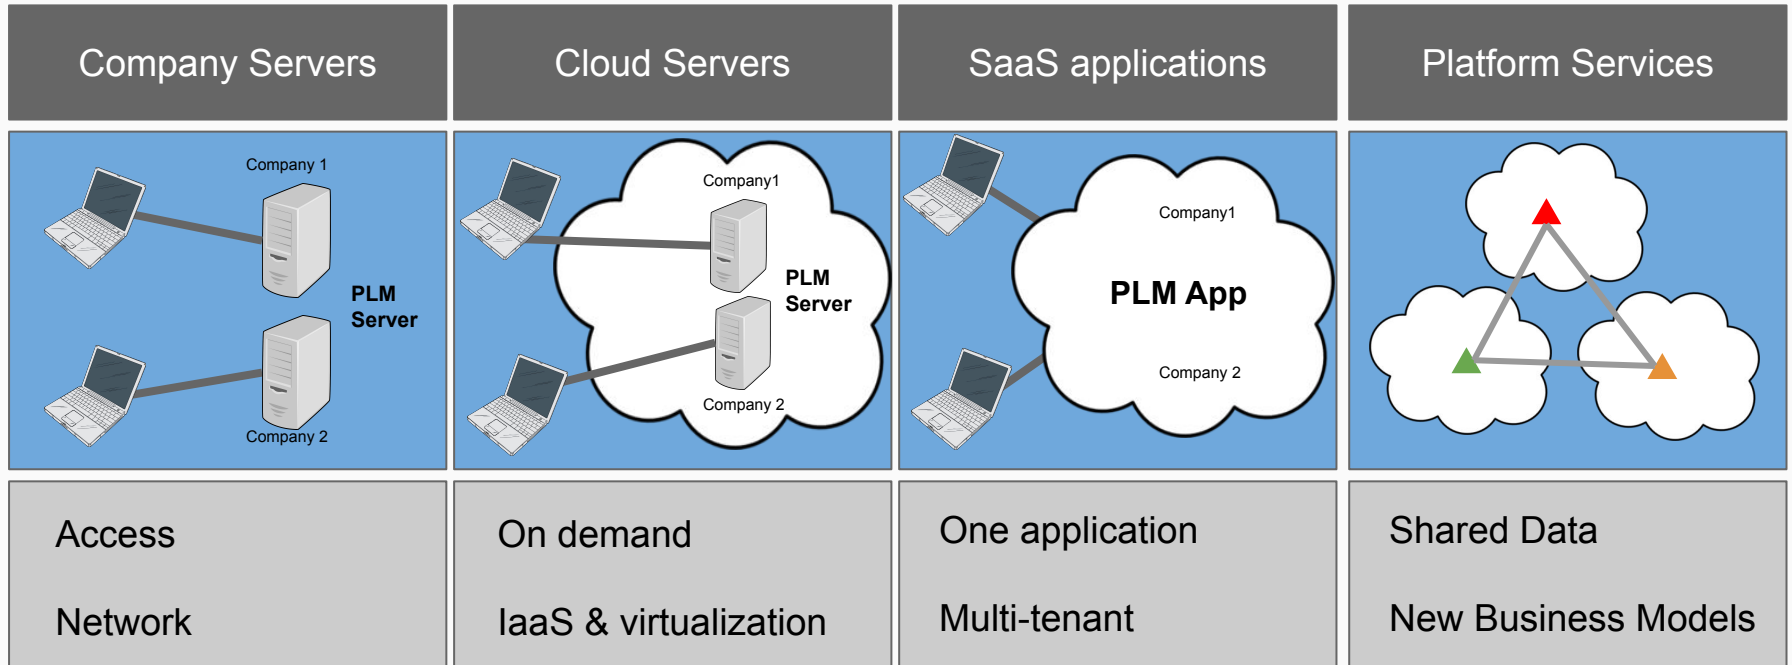 Company Servers
Cloud Servers
SaaS applications
Platform Services
Company 1
PLM
Server
Company 2
Company1
PLM
Server
Company 2
Company1
PLM App
Company 2
Access
Network
On demand
IaaS & virtualization
One application
Multi-tenant
Shared Data
New Business Models